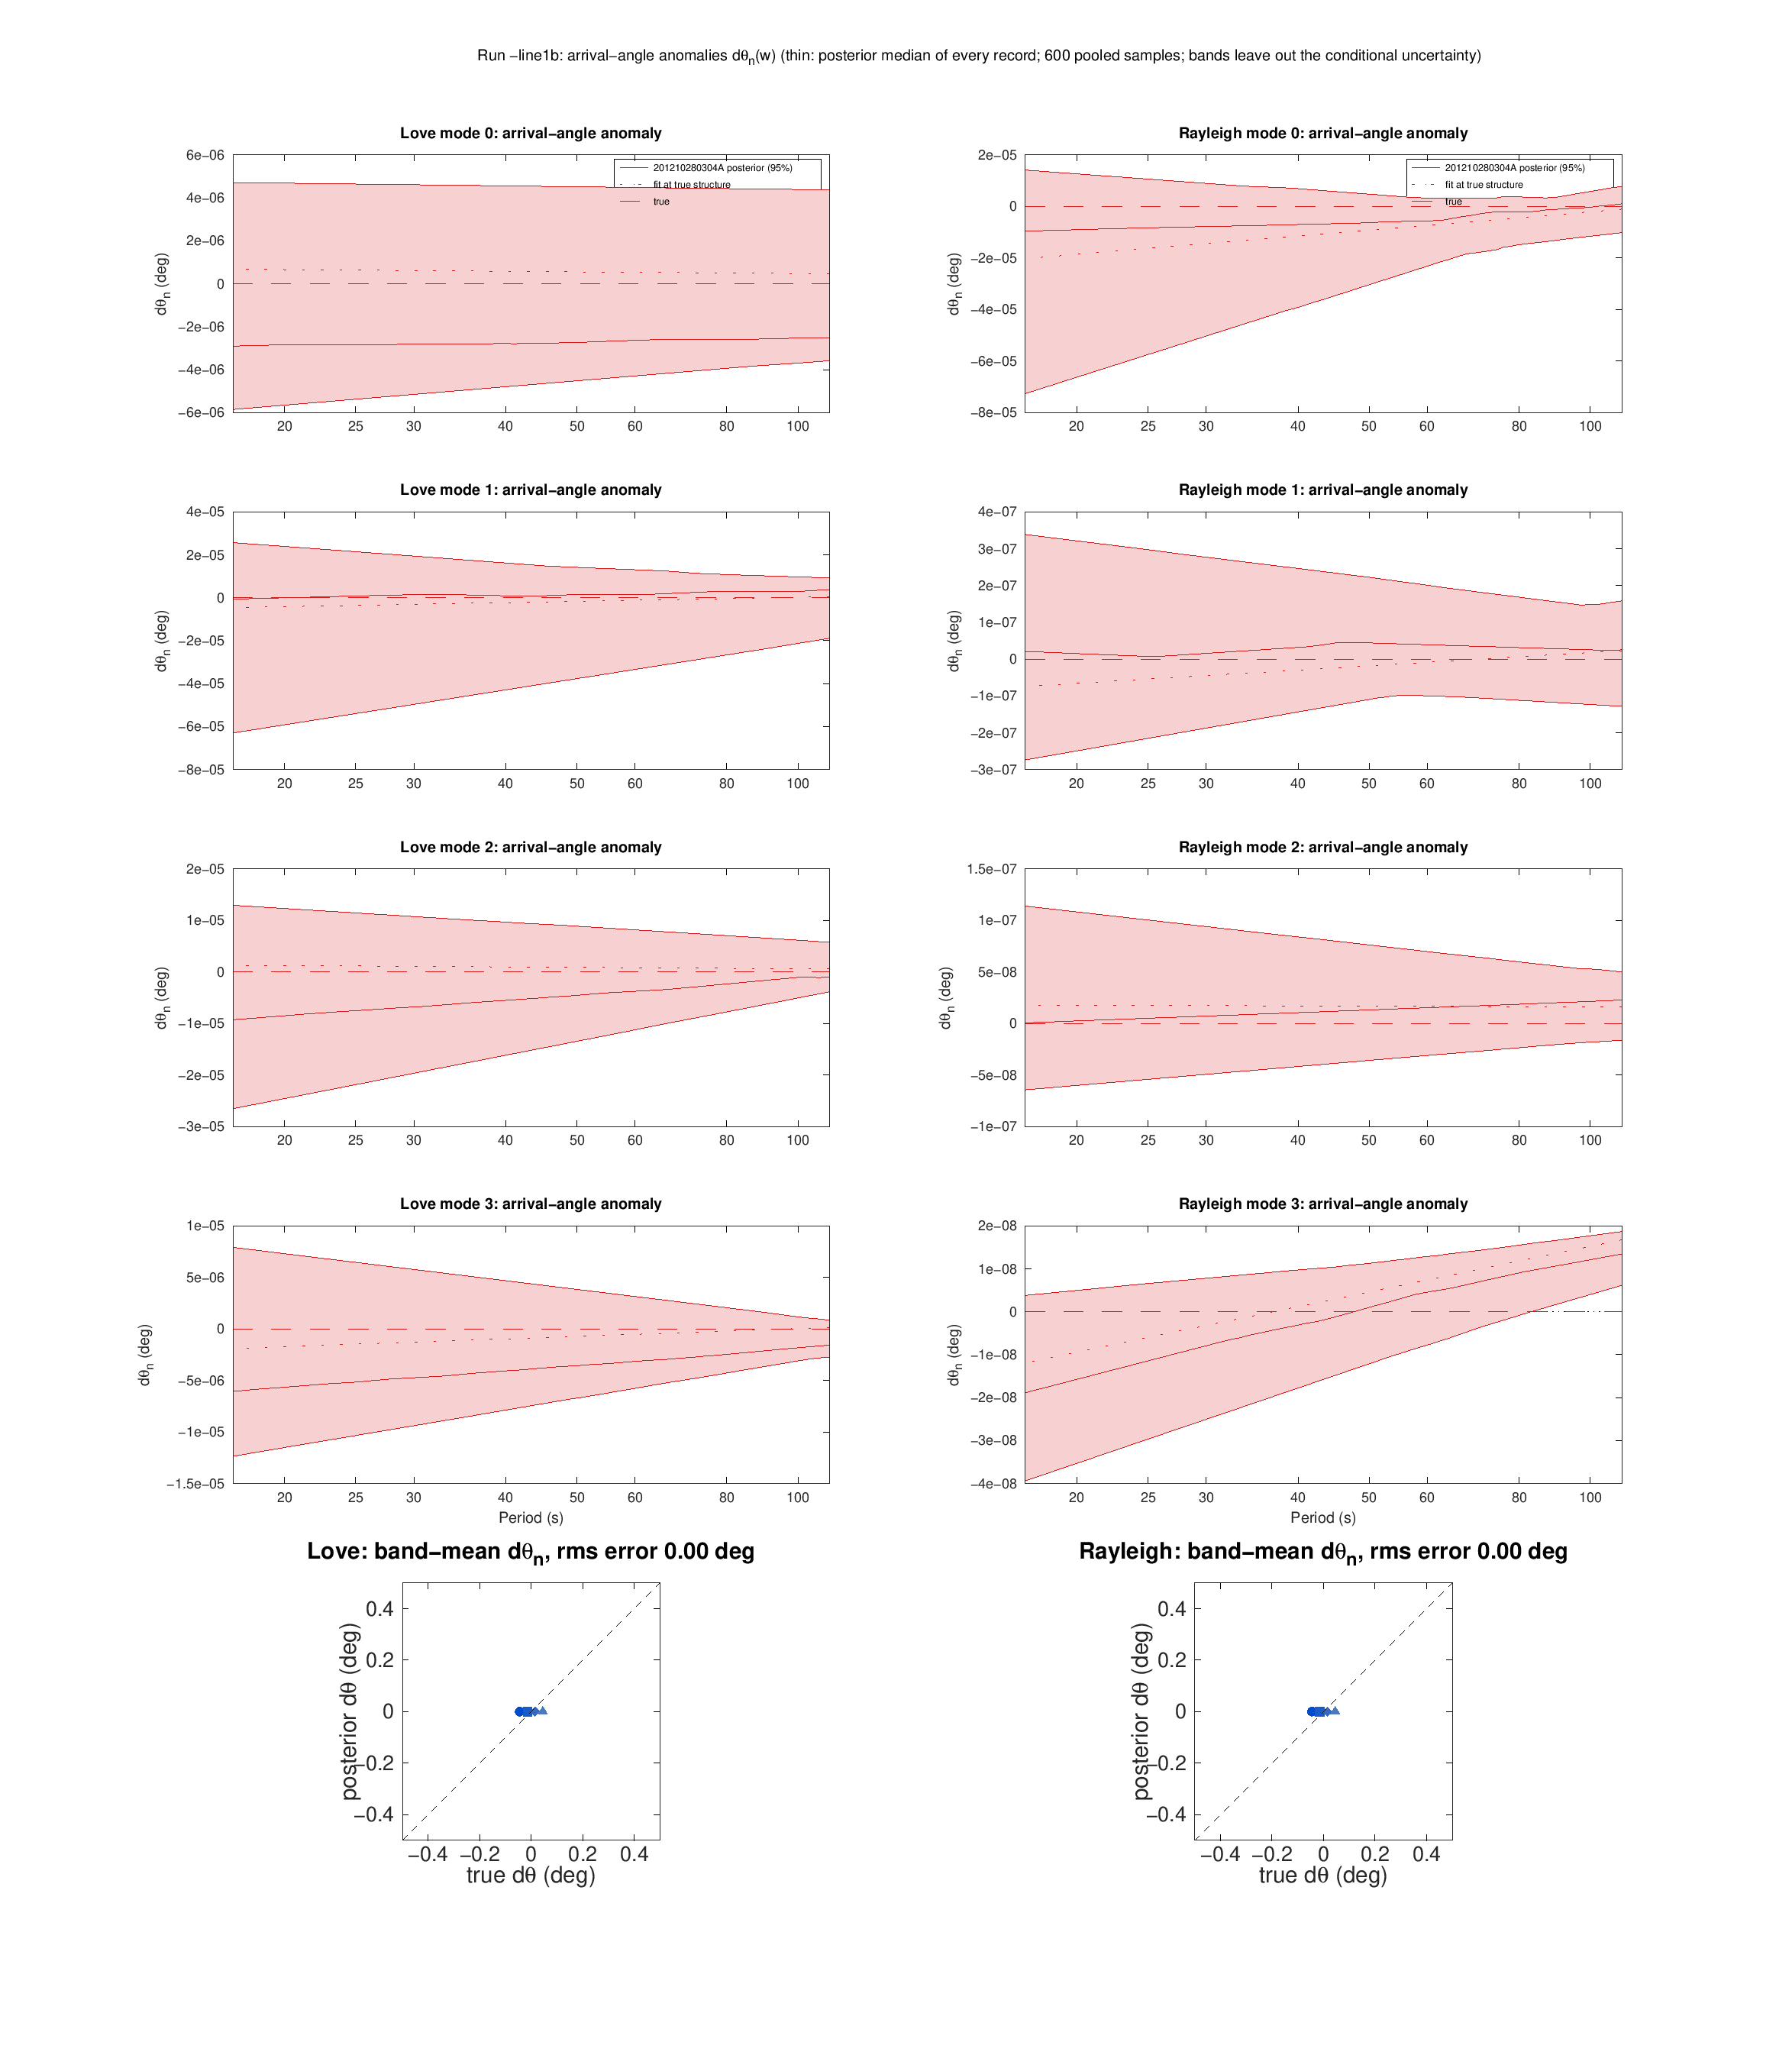 Run −line1b: arrival−angle anomalies dθn(w) (thin: posterior median of every record; 600 pooled samples; bands leave out the conditional uncertainty)
Love mode 0: arrival−angle anomaly
6e−06
4e−06
2e−06
0
−2e−06
−4e−06
−6e−06
dθn (deg)
201210280304A posterior (95%)
fit at true structure
true
20 25 30 40 50 60 80 100
Rayleigh mode 0: arrival−angle anomaly
2e−05
0
−2e−05
−4e−05
−6e−05
−8e−05
dθn (deg)
201210280304A posterior (95%)
fit at true structure
true
20 25 30 40 50 60 80 100
Love mode 1: arrival−angle anomaly
4e−05
2e−05
0
−2e−05
−4e−05
−6e−05
−8e−05
dθn (deg)
20 25 30 40 50 60 80 100
Rayleigh mode 1: arrival−angle anomaly
4e−07
3e−07
2e−07
1e−07
0
−1e−07
−2e−07
−3e−07
dθn (deg)
20 25 30 40 50 60 80 100
Love mode 2: arrival−angle anomaly
2e−05
1e−05
0
−1e−05
−2e−05
−3e−05
dθn (deg)
20 25 30 40 50 60 80 100
Rayleigh mode 2: arrival−angle anomaly
1.5e−07
1e−07
5e−08
0
−5e−08
−1e−07
dθn (deg)
20 25 30 40 50 60 80 100
Love mode 3: arrival−angle anomaly
1e−05
5e−06
0
−5e−06
−1e−05
−1.5e−05
dθn (deg)
20 25 30 40 50 60 80 100
Period (s)
Rayleigh mode 3: arrival−angle anomaly
2e−08
1e−08
0
−1e−08
−2e−08
−3e−08
−4e−08
dθn (deg)
20 25 30 40 50 60 80 100
Period (s)
Love: band−mean dθn, rms error 0.00 deg
0.4
0.2
0
−0.2
−0.4
posterior dθ (deg)
−0.4 −0.2 0 0.2 0.4
true dθ (deg)
Rayleigh: band−mean dθn, rms error 0.00 deg
0.4
0.2
0
−0.2
−0.4
posterior dθ (deg)
−0.4 −0.2 0 0.2 0.4
true dθ (deg)